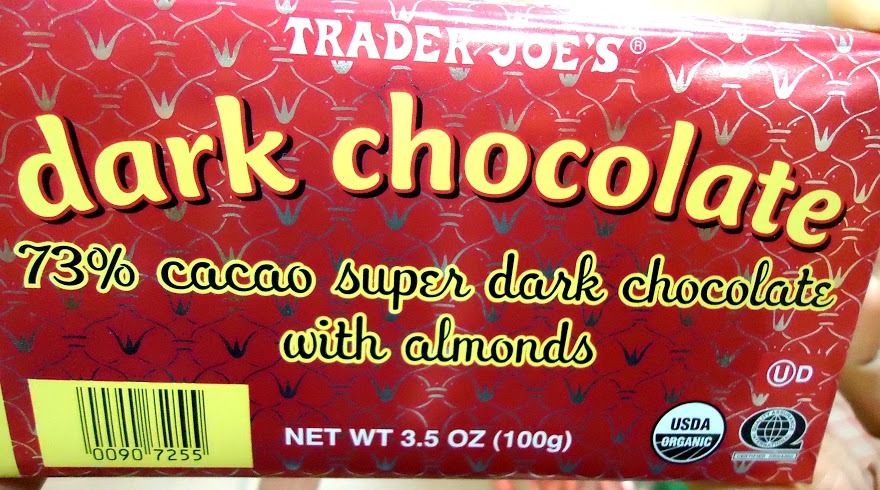 TRADER JOE'S®
dark chocolate
73% cacao super dark chocolate
with almonds
U D
NET WT 3.5 OZ (100g)
USDA
ORGANIC
0090 7255